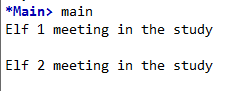 *Main> main
Elf 1 meeting in the study
Elf 2 meeting in the study